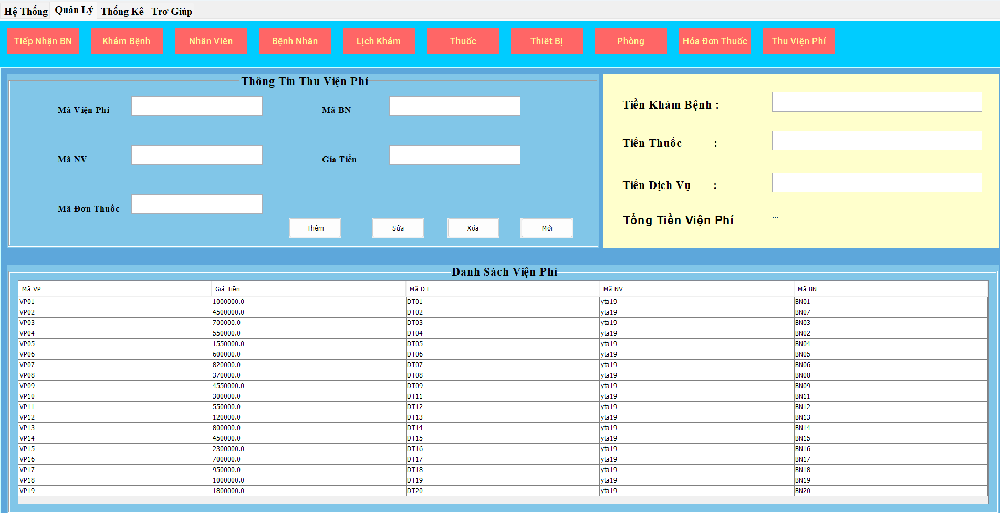 Hệ Thống Quản Lý Thống Kê Trơ Giúp
Tiếp Nhận BN Khám Bệnh Nhân Viên Bệnh Nhân Lịch Khám Thuốc Thiêt Bị Phòng Hóa Đơn Thuốc Thu Viện Phí
Thông Tin Thu Viện Phí
Mã Viện Phí Mã BN
Mã NV Gía Tiền
Mã Đơn Thuốc
Thêm Sửa Xóa Mới
Tiền Khám Bệnh :
Tiền Thuốc :
Tiền Dịch Vụ :
Tổng Tiền Viện Phí ...
Danh Sách Viện Phí
Mã VP Giá Tiền Mã ĐT Mã NV Mã BN
VP01 1000000.0 DT01 yta19 BN01
VP02 4500000.0 DT02 yta19 BN07
VP03 700000.0 DT03 yta19 BN03
VP04 550000.0 DT04 yta19 BN02
VP05 1550000.0 DT05 yta19 BN04
VP06 600000.0 DT06 yta19 BN05
VP07 820000.0 DT07 yta19 BN06
VP08 370000.0 DT08 yta19 BN08
VP09 4550000.0 DT09 yta19 BN09
VP10 300000.0 DT11 yta19 BN11
VP11 550000.0 DT12 yta19 BN12
VP12 120000.0 DT13 yta19 BN13
VP13 800000.0 DT14 yta19 BN14
VP14 450000.0 DT15 yta19 BN15
VP15 2300000.0 DT16 yta19 BN16
VP16 700000.0 DT17 yta19 BN17
VP17 950000.0 DT18 yta19 BN18
VP18 1000000.0 DT19 yta19 BN19
VP19 1800000.0 DT20 yta19 BN20